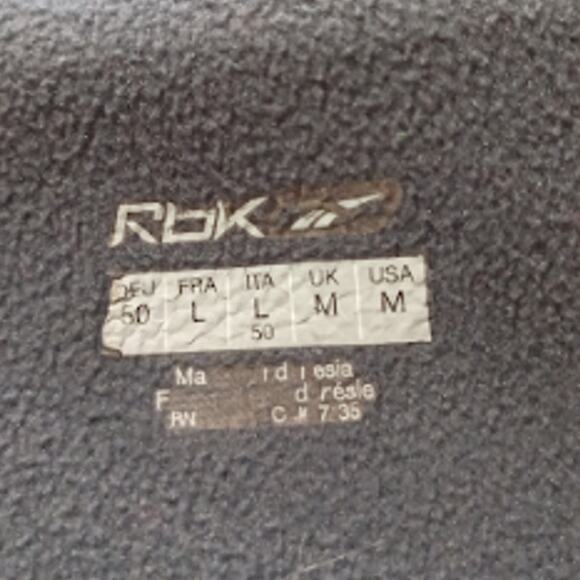 Rbk
DEU FRA ITA UK USA
50 L L M M
50
Ma d esia
F d résie
RN C # 7 35